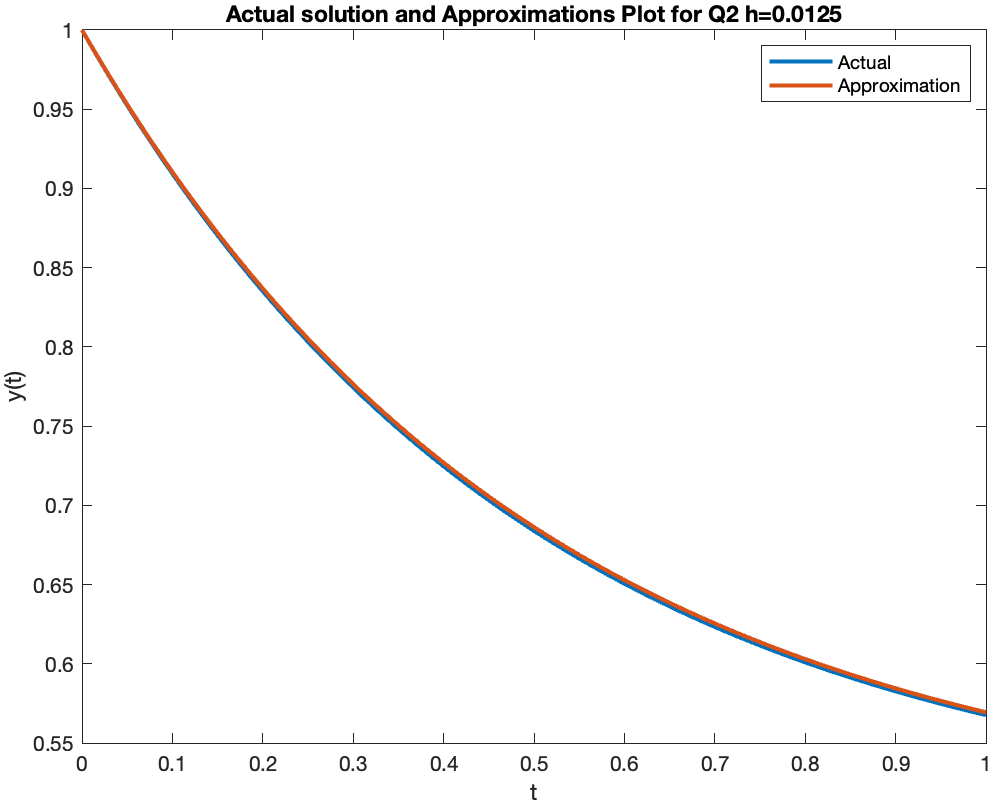 Actual solution and Approximations Plot for Q2 h=0.0125
Actual
Approximation
1
0.95
0.9
0.85
0.8
0.75
0.7
0.65
0.6
0.55
y(t)
0 0.1 0.2 0.3 0.4 0.5 0.6 0.7 0.8 0.9 1
t